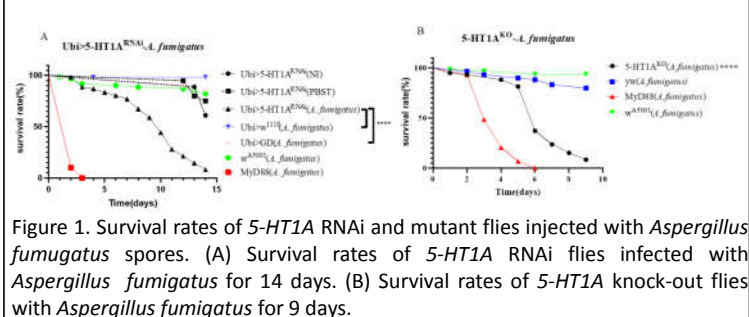 A
Ubi>5-HT1A^RNAi-A. fumigatus
survival rate(%)
100
50
0
0
5
10
15
Time(days)
Ubi>5-HT1A^RNAi(NI)
Ubi>5-HT1A^RNAi(PBST)
Ubi>5-HT1A^RNAi(A. fumigatus)
Ubi>w^1118(A. fumigatus)
Ubi>GD(A. fumigatus)
w^A5001(A. fumigatus)
MyD88(A. fumigatus)
****
B
5-HT1A^KO-A. fumigatus
survival rate(%)
100
50
0
0
2
4
6
8
10
Time(days)
5-HT1A^KO(A. fumigatus) ****
yw(A. fumigatus)
MyD88(A. fumigatus)
w^A5001(A. fumigatus)
Figure 1. Survival rates of 5-HT1A RNAi and mutant flies injected with Aspergillus
fumugatus spores. (A) Survival rates of 5-HT1A RNAi flies infected with
Aspergillus fumigatus for 14 days. (B) Survival rates of 5-HT1A knock-out flies
with Aspergillus fumigatus for 9 days.